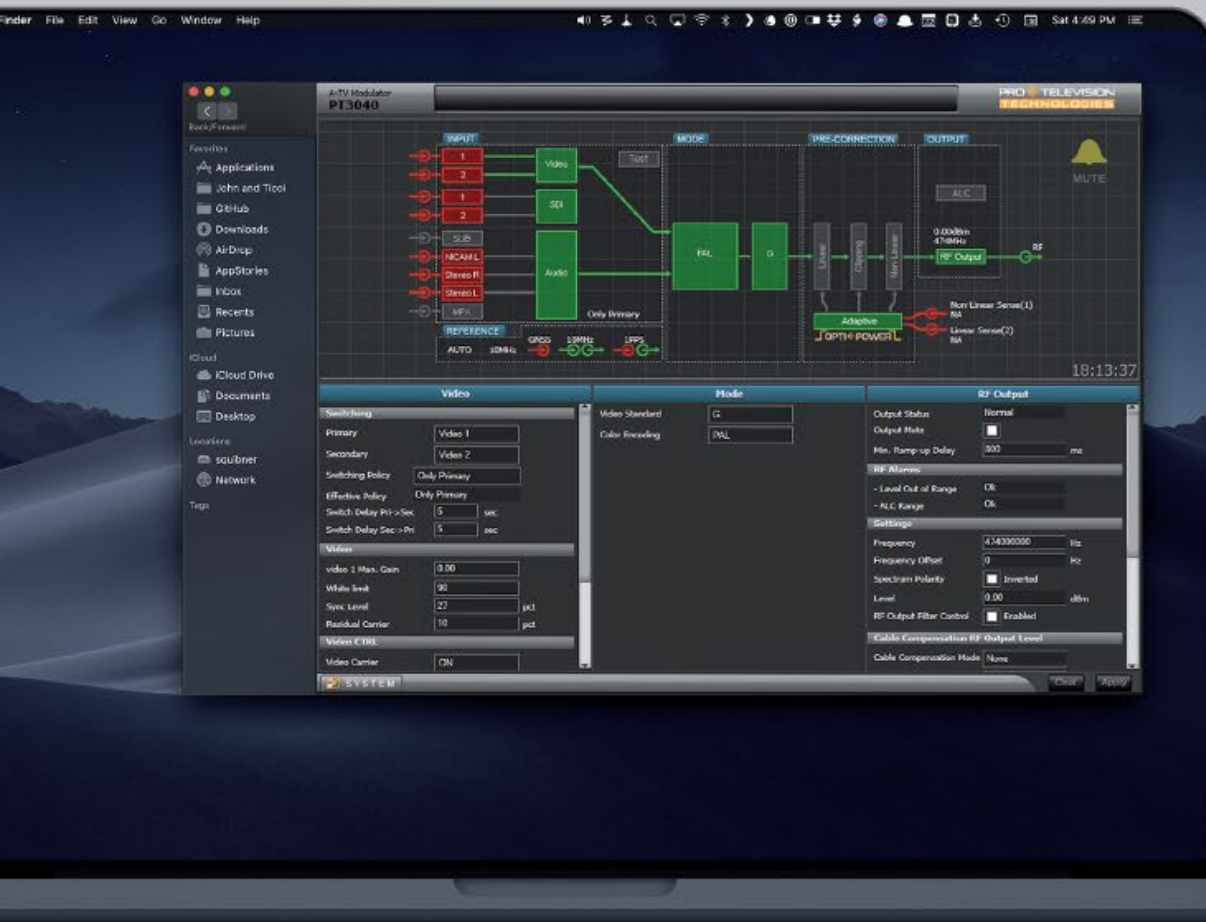 Finder File Edit View Go Window Help Sat 4:49 PM
Back/Forward
Favorites
Applications
John and Ticci
GitHub
Downloads
AirDrop
AppStories
Inbox
Recents
Pictures
iCloud
iCloud Drive
Documents
Desktop
Locations
squibner
Network
Tags
A-TV Modulator
PT3040
PRO TELEVISION
TECHNOLOGIES
INPUT MODE PRE-CORRECTION OUTPUT
1
2
Video
Test
1
2
SDI
SUB
NICAM L
Stereo R
Stereo L
MPX
Audio
Only Primary
PAL
G
Linear
Clipping
Non Linear
ALC
0.00dBm
474MHz
RF Output
RF
MUTE
Adaptive
OPTI POWER
Non-Linear Sense(1)
NA
Linear Sense(2)
NA
REFERENCE
AUTO 10MHz GNSS 10MHz 1PPS
18:13:37
Video
Switching
Primary Video 1
Secondary Video 2
Switching Policy Only Primary
Effective Policy Only Primary
Switch Delay Pri->Sec 5 sec
Switch Delay Sec->Pri 5 sec
Video
video 1 Man. Gain 0.00
White limit 90
Sync Level 27 pct
Residual Carrier 10 pct
Video CTRL
Video Carrier ON
Mode
Video Standard G
Color Encoding PAL
RF Output
Output Status Normal
Output Mute
Min. Ramp-up Delay 800 ms
RF Alarms
- Level Out of Range Ok
- ALC Range Ok
Settings
Frequency 474000000 Hz
Frequency Offset 0 Hz
Spectrum Polarity Inverted
Level 0.00 dBm
RF Output Filter Control Enabled
Cable Compensation RF Output Level
Cable Compensation Mode None
SYSTEM
Clear Apply